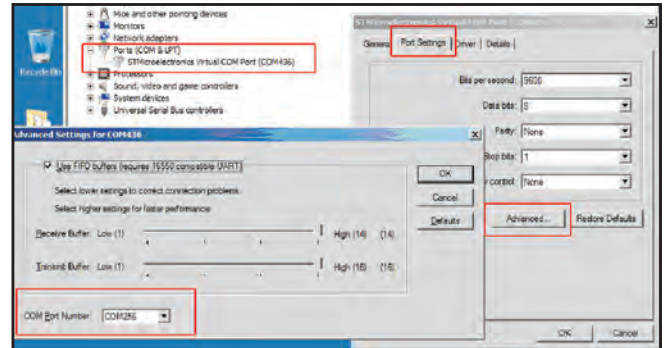 Mice and other pointing devices
Monitors
Network adapters
Ports (COM & LPT)
STMicroelectronics Virtual COM Port (COM436)
Processors
Sound, video and game controllers
System devices
Universal Serial Bus controllers
Recycle Bin
STMicroelectronics Virtual COM Port
General
Port Settings
Driver
Details
Bits per second: 9600
Data bits: 8
Parity: None
Stop bits: 1
control: None
Advanced...
Restore Defaults
OK
Cancel
Advanced Settings for COM436
Use FIFO buffers (requires 16550 compatible UART)
Select lower settings to correct connection problems.
Select higher settings for faster performance.
Receive Buffer: Low (1) High (14) (14)
Transmit Buffer: Low (1) High (16) (16)
COM Port Number: COM256
OK
Cancel
Defaults